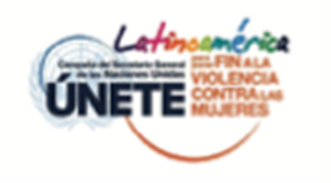 Latinoamérica
Campaña del Secretario General
de las Naciones Unidas
ÚNETE
para poner
FIN A LA
VIOLENCIA
CONTRA LAS
MUJERES